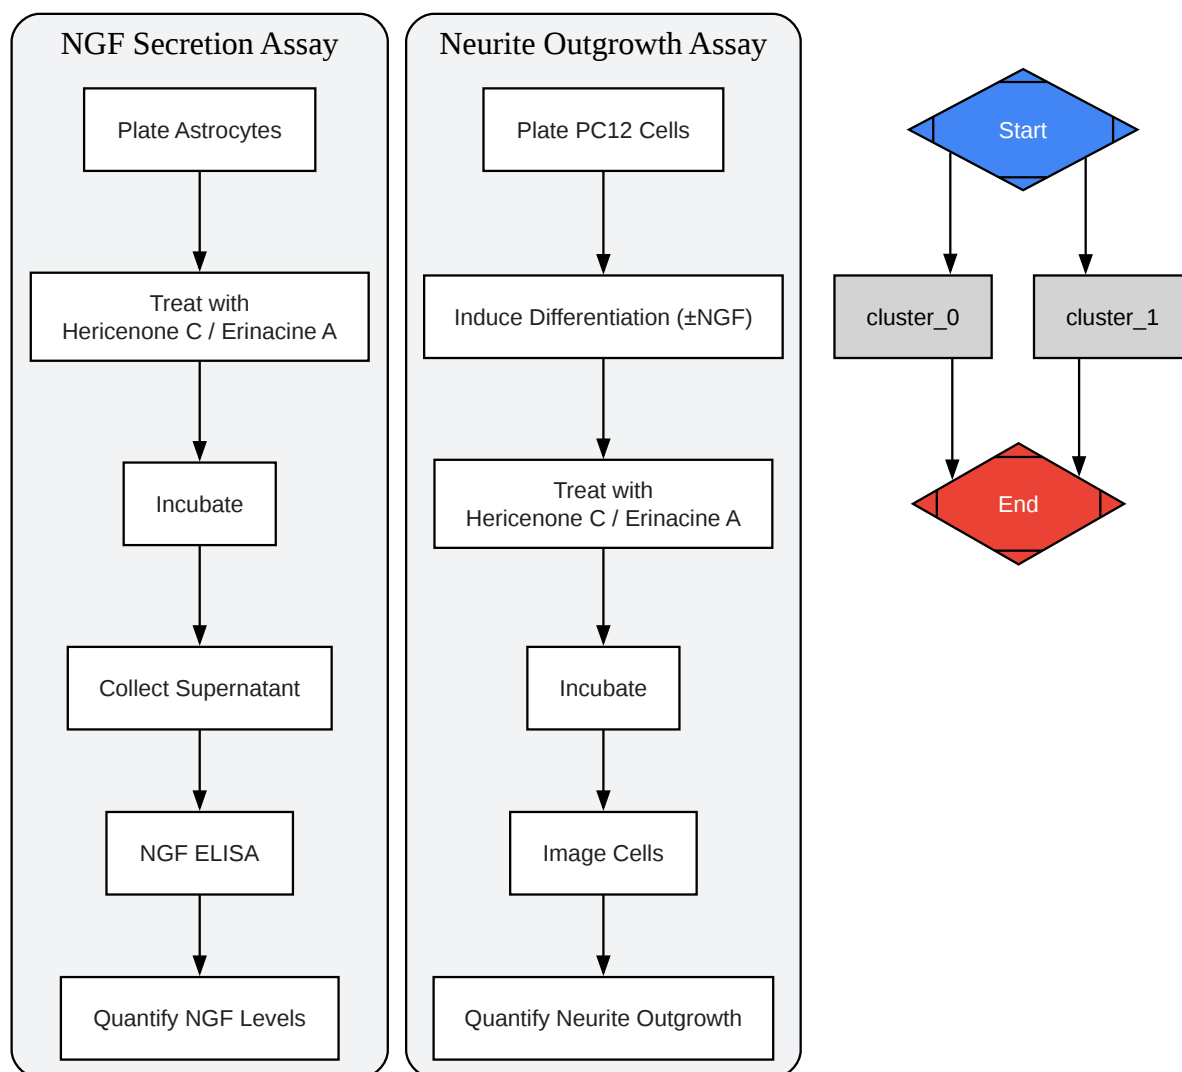 NGF Secretion Assay
Plate Astrocytes
Treat with
Hericenone C / Erinacine A
Incubate
Collect Supernatant
NGF ELISA
Quantify NGF Levels
Neurite Outgrowth Assay
Plate PC12 Cells
Induce Differentiation (±NGF)
Treat with
Hericenone C / Erinacine A
Incubate
Image Cells
Quantify Neurite Outgrowth
Start
cluster_0
cluster_1
End